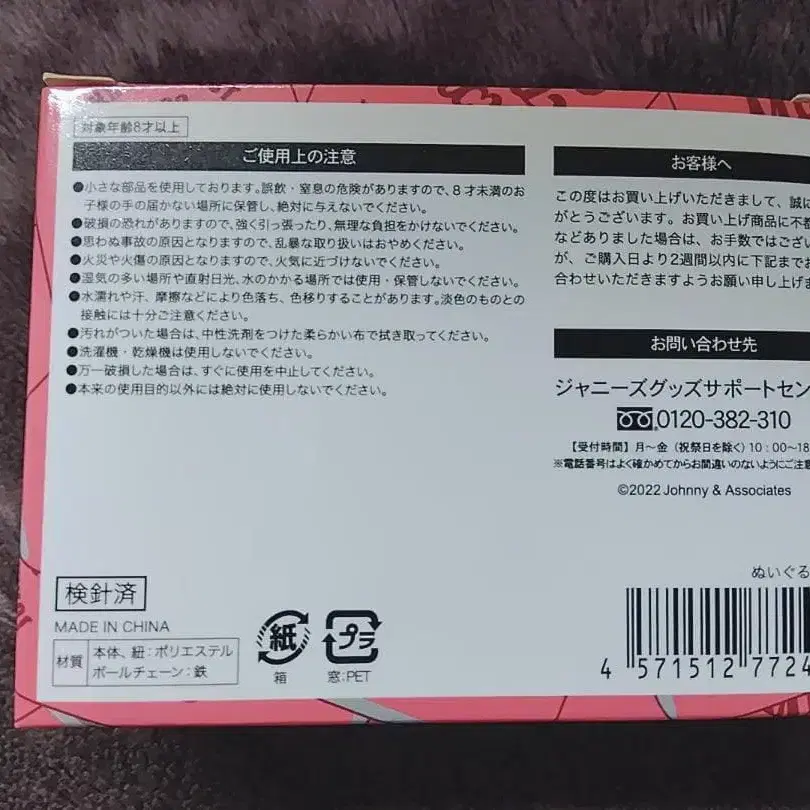 対象年齢8才以上
ご使用上の注意
●小さな部品を使用しております。誤飲・窒息の危険がありますので、8才未満のお
子様の手の届かない場所に保管し、絶対に与えないでください。
●破損の恐れがありますので、強く引っ張ったり、無理な負担をかけないでください。
●思わぬ事故の原因となりますので、乱暴な取り扱いはおやめください。
●火災や火傷の原因となりますので、火気に近づけないでください。
●湿気の多い場所や直射日光、水のかかる場所では使用・保管しないでください。
●水濡れや汗、摩擦などにより色落ち、色移りすることがあります。淡色のものとの
接触には十分ご注意ください。
●汚れがついた場合は、中性洗剤をつけた柔らかい布で拭き取ってください。
●洗濯機・乾燥機は使用しないでください。
●万一破損した場合は、すぐに使用を中止してください。
●本来の使用目的以外には絶対に使用しないでください。
お客様へ
この度はお買い上げいただきまして、誠に
がとうございます。お買い上げ商品に不都
などありました場合は、お手数ではござい
が、ご購入日より2週間以内に下記までお
合わせいただきますようお願い申し上げま
お問い合わせ先
ジャニーズグッズサポートセン
0120-382-310
【受付時間】月〜金（祝祭日を除く）10：00〜18
※電話番号はよく確かめてからお間違いのないようにご注意
©2022 Johnny & Associates
検針済
MADE IN CHINA
材質
本体、紐：ポリエステル
ボールチェーン：鉄
紙
箱
プラ
窓:PET
ぬいぐる
4 571512 7724